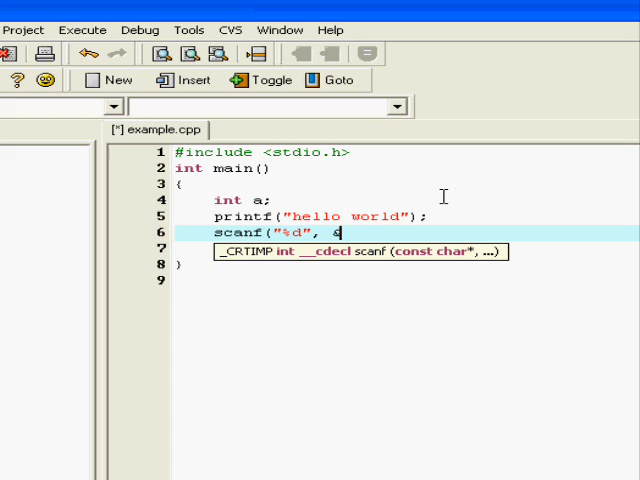 Project Execute Debug Tools CVS Window Help
? New Insert Toggle Goto
[*] example.cpp
1 #include <stdio.h>
2 int main()
3 {
4 int a;
5 printf("hello world");
6 scanf("%d", &
7 _CRTIMP int __cdecl scanf (const char*, ...)
8 }
9